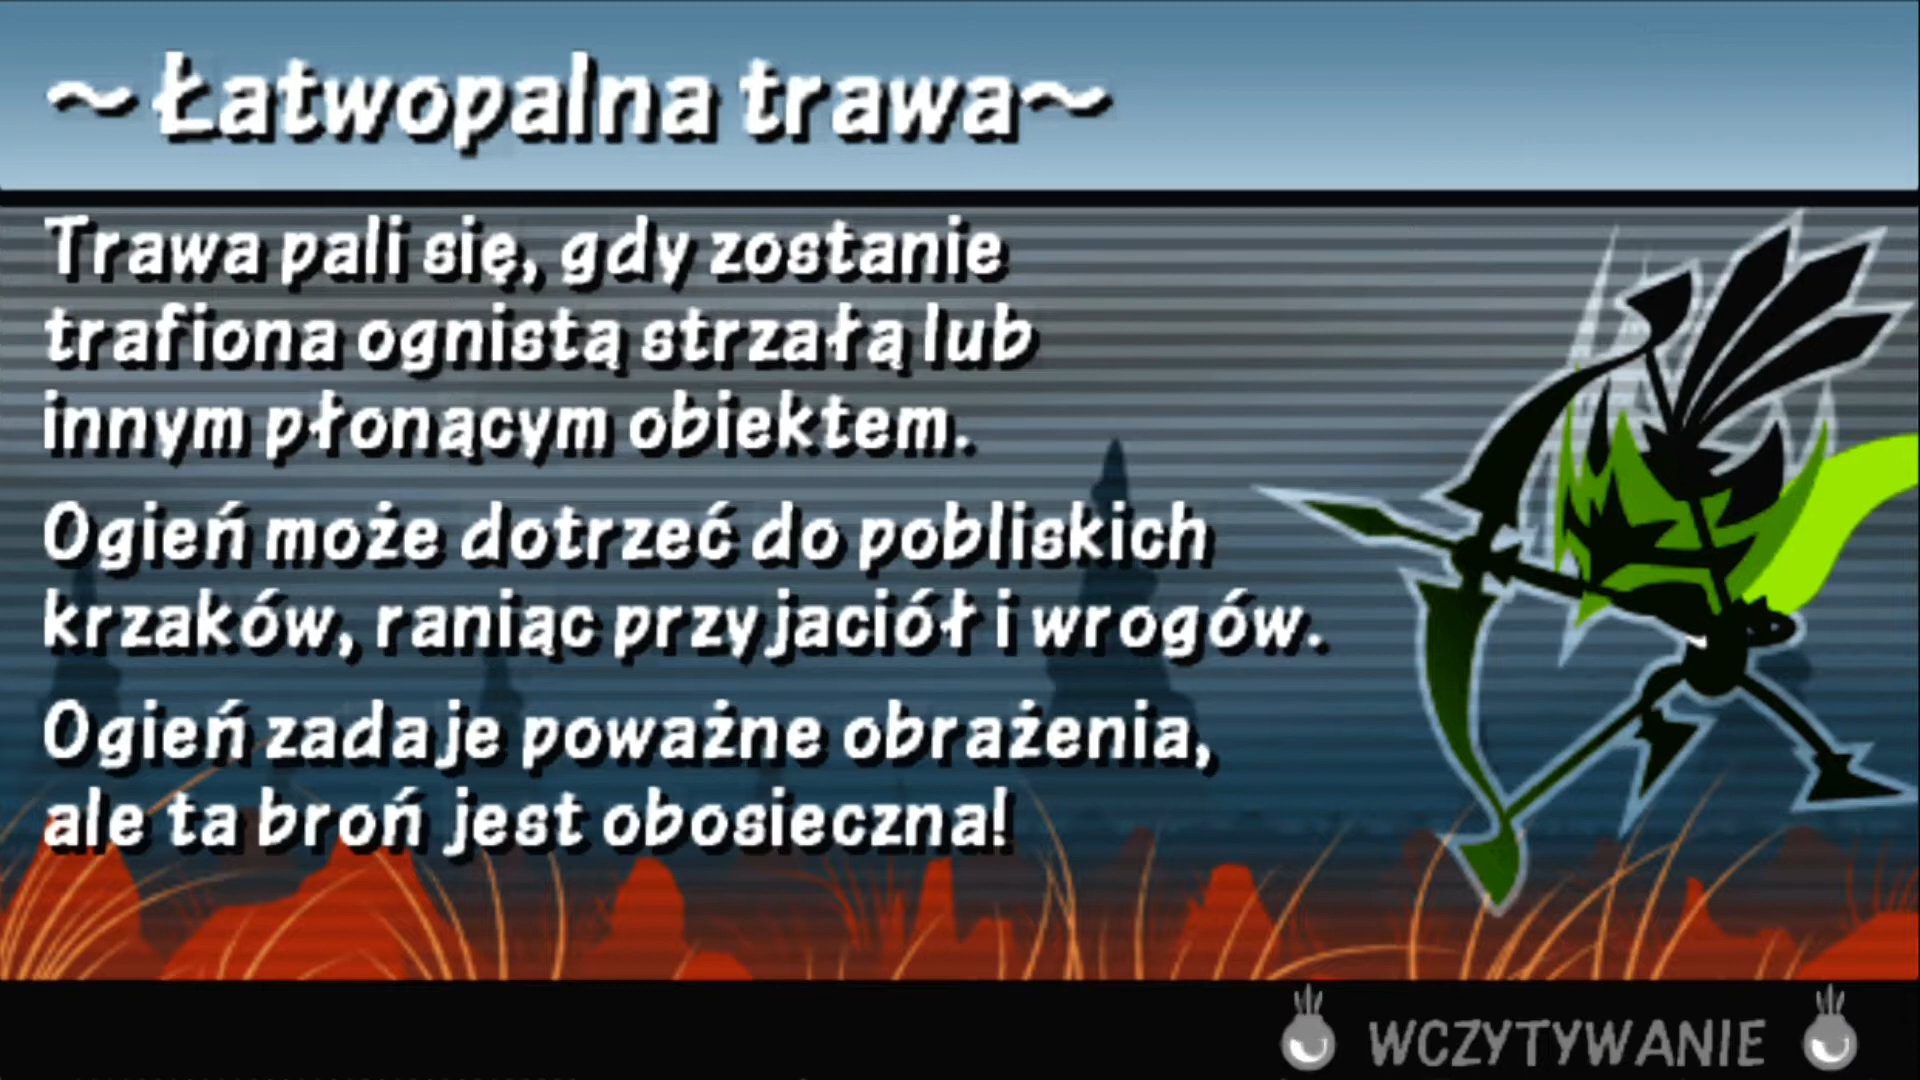 ~Łatwopalna trawa~
Trawa pali się, gdy zostanie
trafiona ognistą strzałą lub
innym płonącym obiektem.
Ogień może dotrzeć do pobliskich
krzaków, raniąc przyjaciół i wrogów.
Ogień zadaje poważne obrażenia,
ale ta broń jest obosieczna!
WCZYTYWANIE